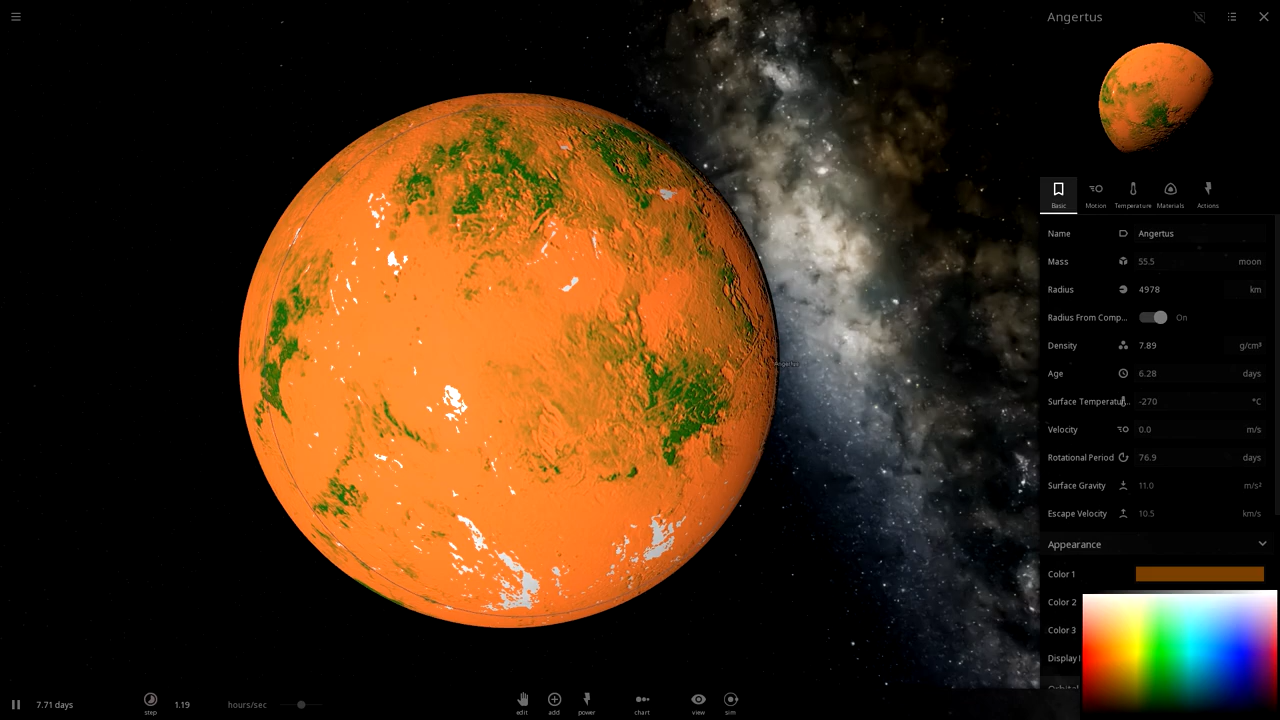 Angertus
Basic Motion Temperature Materials Actions
Name Angertus
Mass 55.5 moon
Radius 4978 km
Radius From Comp... On
Density 7.89 g/cm³
Age 6.28 days
Surface Temperatu... -270 °C
Velocity 0.0 m/s
Rotational Period 76.9 days
Surface Gravity 11.0 m/s²
Escape Velocity 10.5 km/s
Appearance
Color 1
Color 2
Color 3
Display
Angertus
7.71 days step 1.19 hours/sec edit add power chart view sim